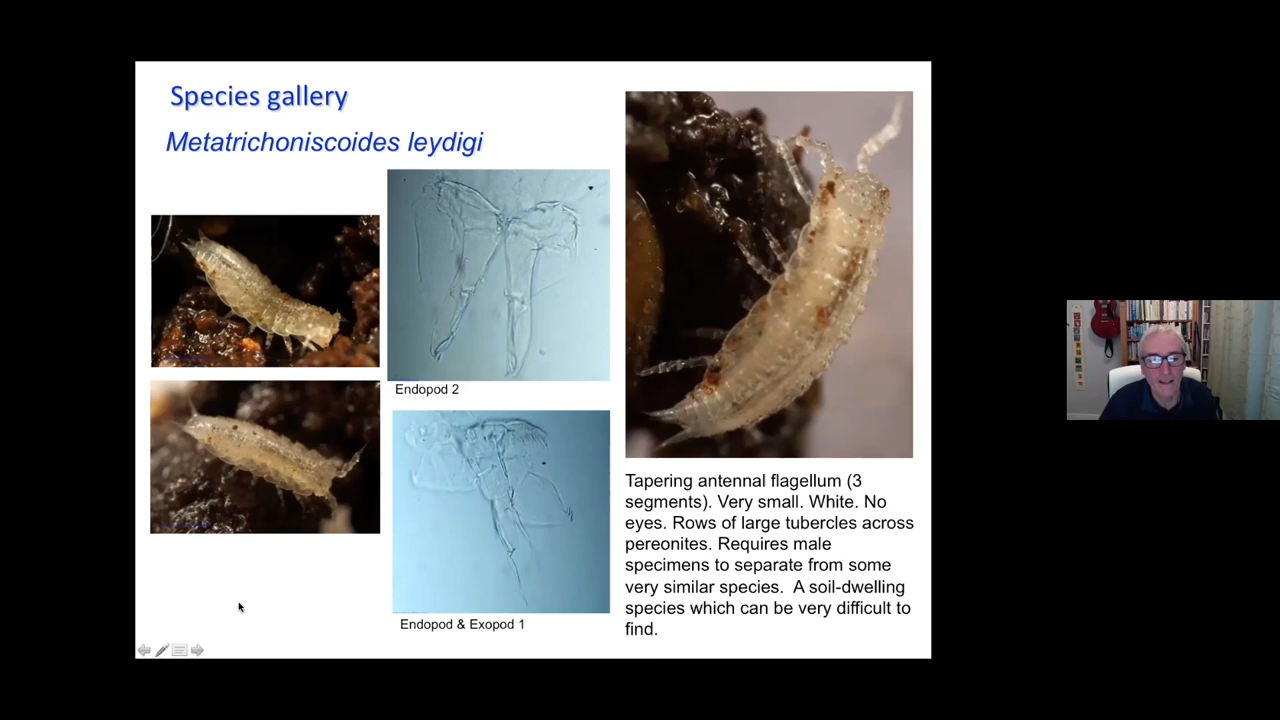 Species gallery
Metatrichoniscoides leydigi
Endopod 2
Endopod & Exopod 1
Tapering antennal flagellum (3
segments). Very small. White. No
eyes. Rows of large tubercles across
pereonites. Requires male
specimens to separate from some
very similar species.  A soil-dwelling
species which can be very difficult to
find.